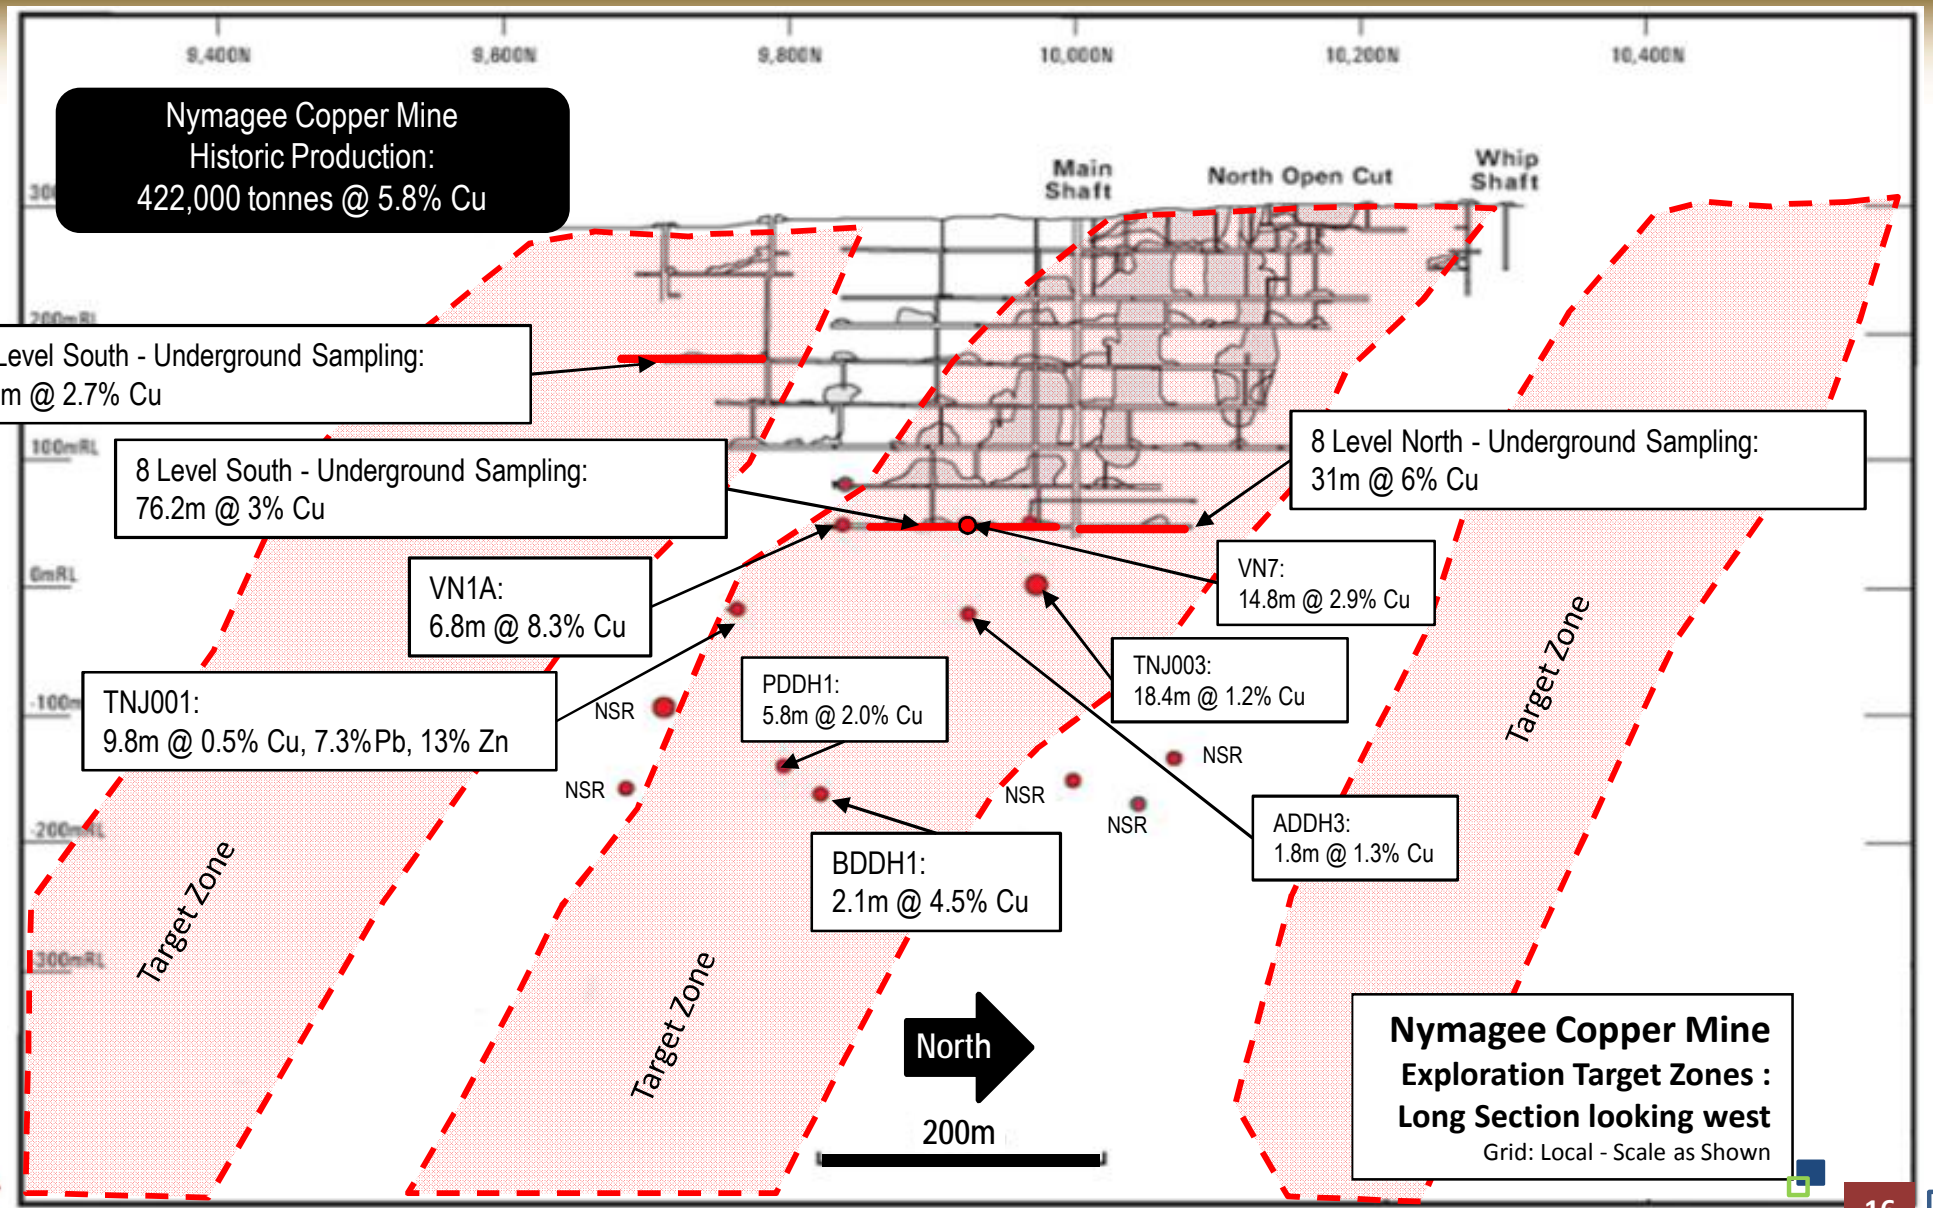 9,400N
9,600N
9,800N
10,000N
10,200N
10,400N
Nymagee Copper Mine
Historic Production:
422,000 tonnes @ 5.8% Cu
Main
Shaft
North Open Cut
Whip
Shaft
200mRL
Level South - Underground Sampling:
m @ 2.7% Cu
100mRL
8 Level South - Underground Sampling:
76.2m @ 3% Cu
8 Level North - Underground Sampling:
31m @ 6% Cu
0mRL
VN1A:
6.8m @ 8.3% Cu
VN7:
14.8m @ 2.9% Cu
TNJ001:
9.8m @ 0.5% Cu, 7.3%Pb, 13% Zn
TNJ003:
18.4m @ 1.2% Cu
-100m
NSR
PDDH1:
5.8m @ 2.0% Cu
NSR
NSR
NSR
NSR
-200mRL
BDDH1:
2.1m @ 4.5% Cu
ADDH3:
1.8m @ 1.3% Cu
-300mRL
Target Zone
Target Zone
Target Zone
North
200m
Nymagee Copper Mine
Exploration Target Zones :
Long Section looking west
Grid: Local - Scale as Shown
16